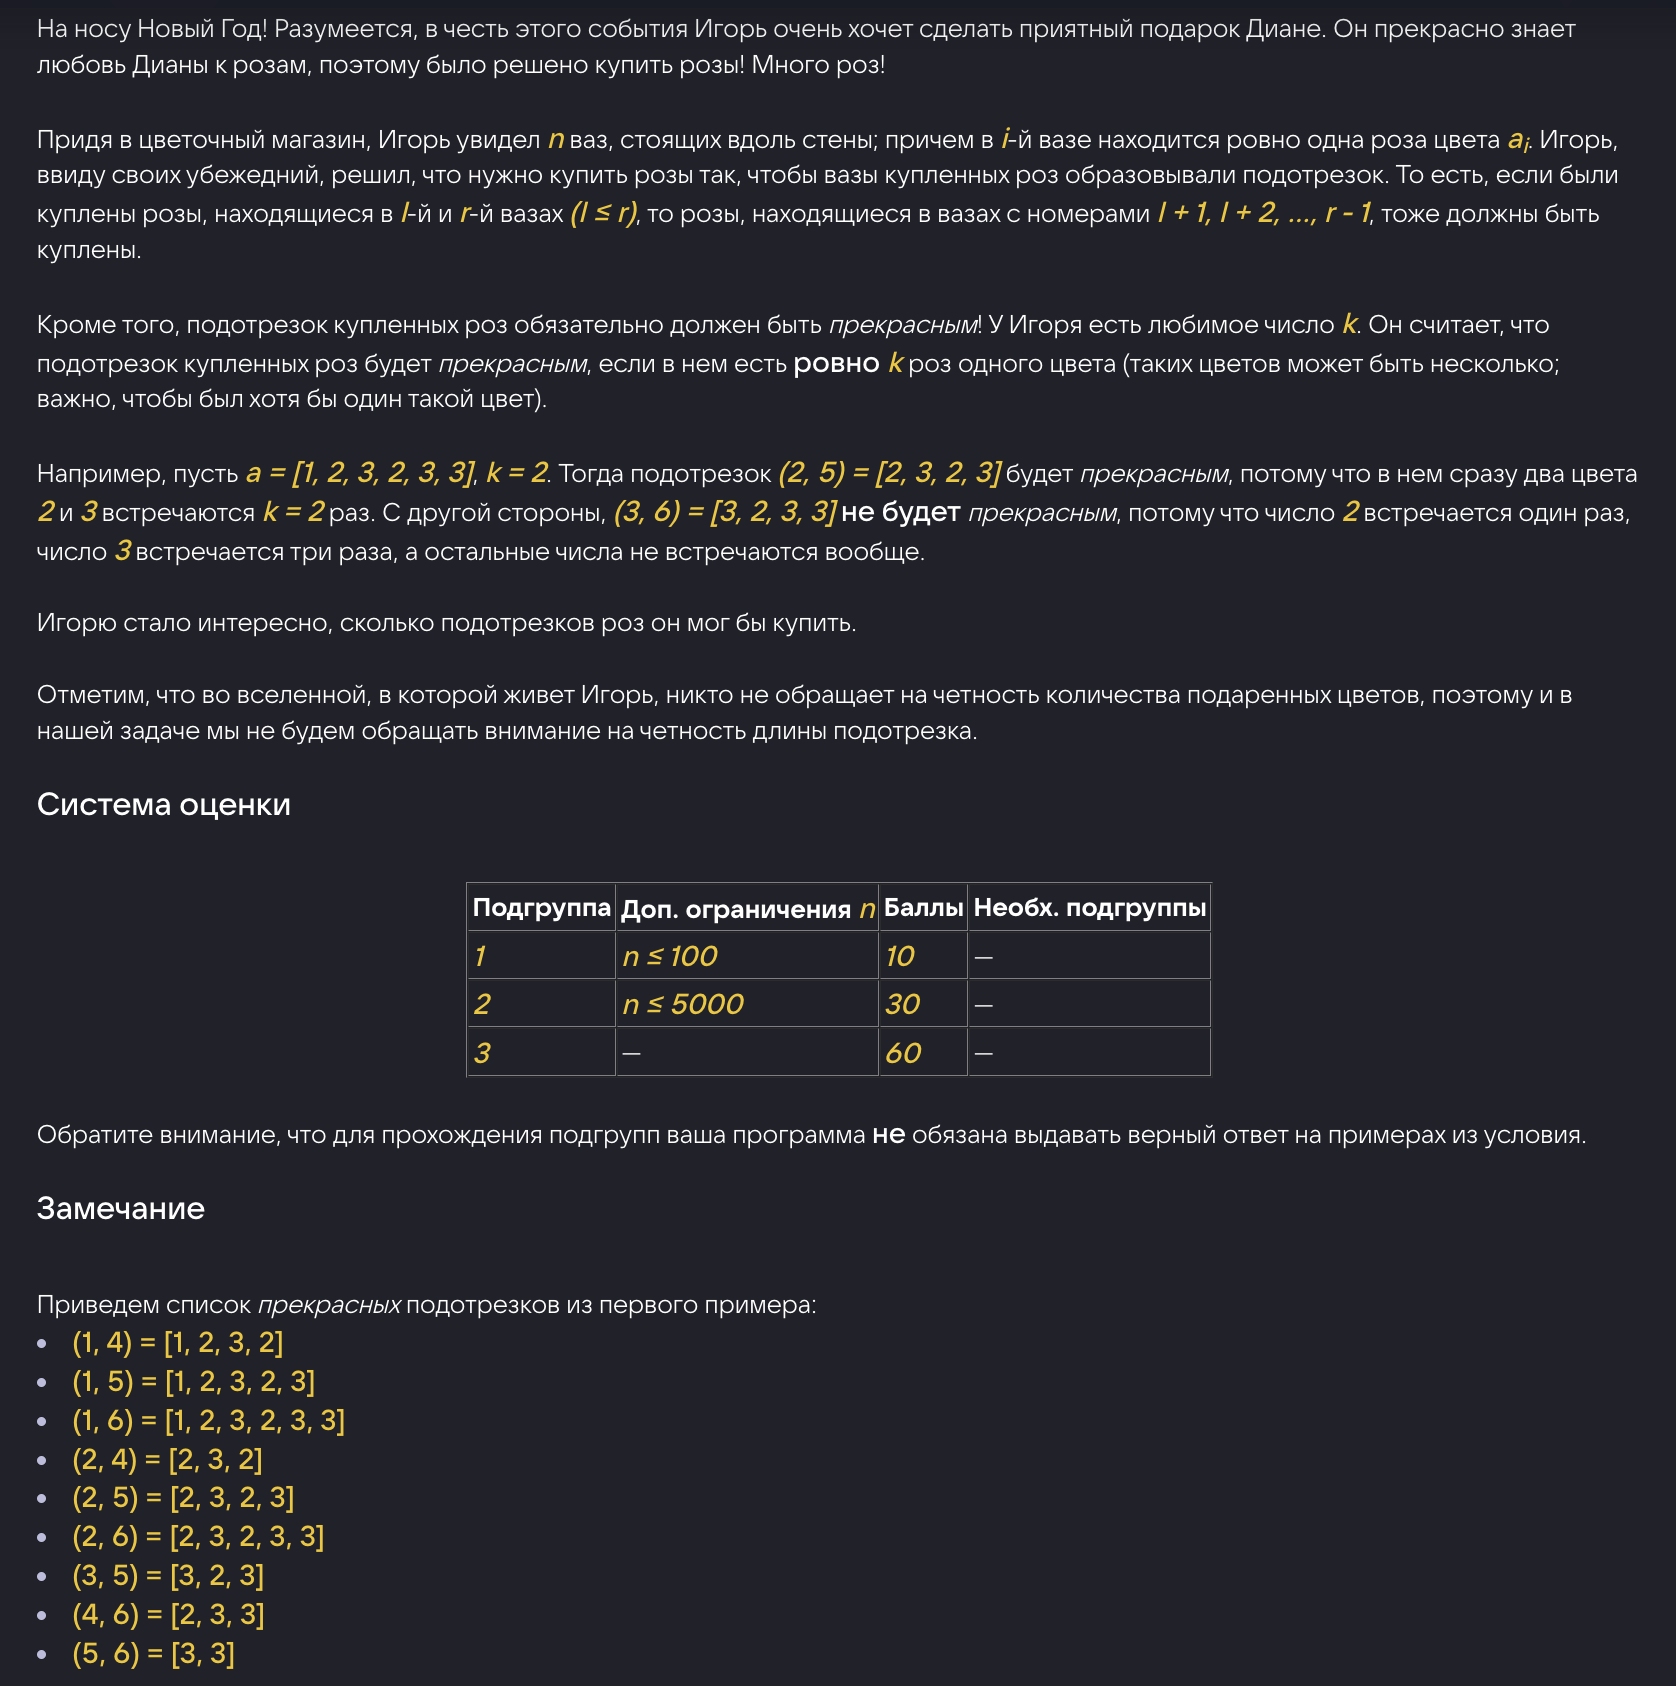 На носу Новый Год! Разумеется, в честь этого события Игорь очень хочет сделать приятный подарок Диане. Он прекрасно знает
любовь Дианы к розам, поэтому было решено купить розы! Много роз!
Придя в цветочный магазин, Игорь увидел n ваз, стоящих вдоль стены; причем в i-й вазе находится ровно одна роза цвета aᵢ. Игорь,
ввиду своих убежедний, решил, что нужно купить розы так, чтобы вазы купленных роз образовывали подотрезок. То есть, если были
куплены розы, находящиеся в l-й и r-й вазах (l ≤ r), то розы, находящиеся в вазах с номерами l + 1, l + 2, ..., r - 1, тоже должны быть
куплены.
Кроме того, подотрезок купленных роз обязательно должен быть прекрасным! У Игоря есть любимое число k. Он считает, что
подотрезок купленных роз будет прекрасным, если в нем есть ровно k роз одного цвета (таких цветов может быть несколько;
важно, чтобы был хотя бы один такой цвет).
Например, пусть a = [1, 2, 3, 2, 3, 3], k = 2. Тогда подотрезок (2, 5) = [2, 3, 2, 3] будет прекрасным, потому что в нем сразу два цвета
2 и 3 встречаются k = 2 раз. С другой стороны, (3, 6) = [3, 2, 3, 3] не будет прекрасным, потому что число 2 встречается один раз,
число 3 встречается три раза, а остальные числа не встречаются вообще.
Игорю стало интересно, сколько подотрезков роз он мог бы купить.
Отметим, что во вселенной, в которой живет Игорь, никто не обращает на четность количества подаренных цветов, поэтому и в
нашей задаче мы не будем обращать внимание на четность длины подотрезка.
Система оценки
Подгруппа Доп. ограничения n Баллы Необх. подгруппы
1 n ≤ 100 10 —
2 n ≤ 5000 30 —
3 — 60 —
Обратите внимание, что для прохождения подгрупп ваша программа не обязана выдавать верный ответ на примерах из условия.
Замечание
Приведем список прекрасных подотрезков из первого примера:
• (1, 4) = [1, 2, 3, 2]
• (1, 5) = [1, 2, 3, 2, 3]
• (1, 6) = [1, 2, 3, 2, 3, 3]
• (2, 4) = [2, 3, 2]
• (2, 5) = [2, 3, 2, 3]
• (2, 6) = [2, 3, 2, 3, 3]
• (3, 5) = [3, 2, 3]
• (4, 6) = [2, 3, 3]
• (5, 6) = [3, 3]